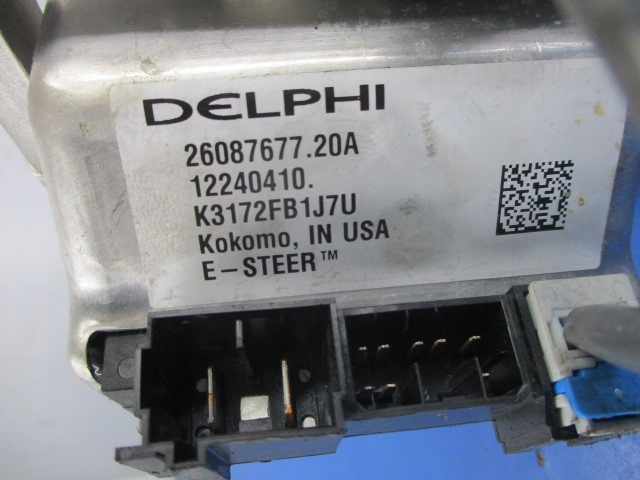 DELPHI
26087677.20A
12240410.
K3172FB1J7U
Kokomo, IN USA
E-STEER™